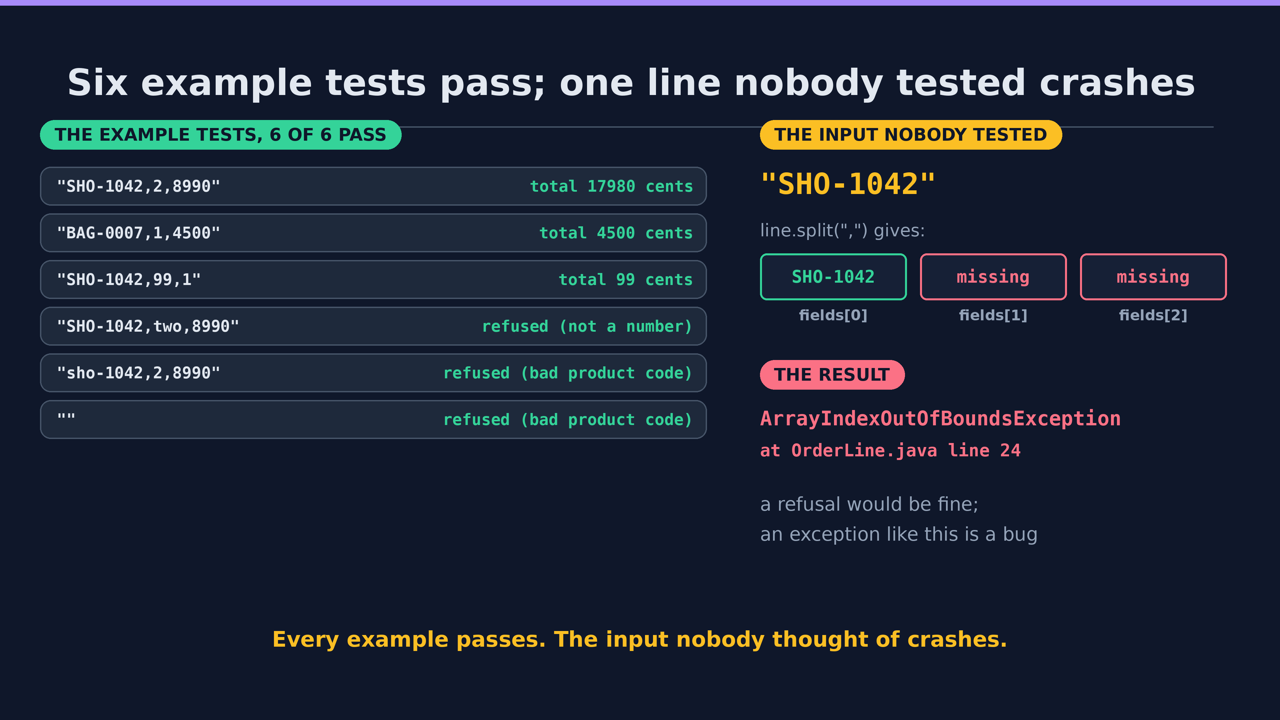 Six example tests pass; one line nobody tested crashes
THE EXAMPLE TESTS, 6 OF 6 PASS
"SHO-1042,2,8990" total 17980 cents
"BAG-0007,1,4500" total 4500 cents
"SHO-1042,99,1" total 99 cents
"SHO-1042,two,8990" refused (not a number)
"sho-1042,2,8990" refused (bad product code)
"" refused (bad product code)
THE INPUT NOBODY TESTED
"SHO-1042"
line.split(",") gives:
SHO-1042 missing missing
fields[0] fields[1] fields[2]
THE RESULT
ArrayIndexOutOfBoundsException
at OrderLine.java line 24
a refusal would be fine;
an exception like this is a bug
Every example passes. The input nobody thought of crashes.